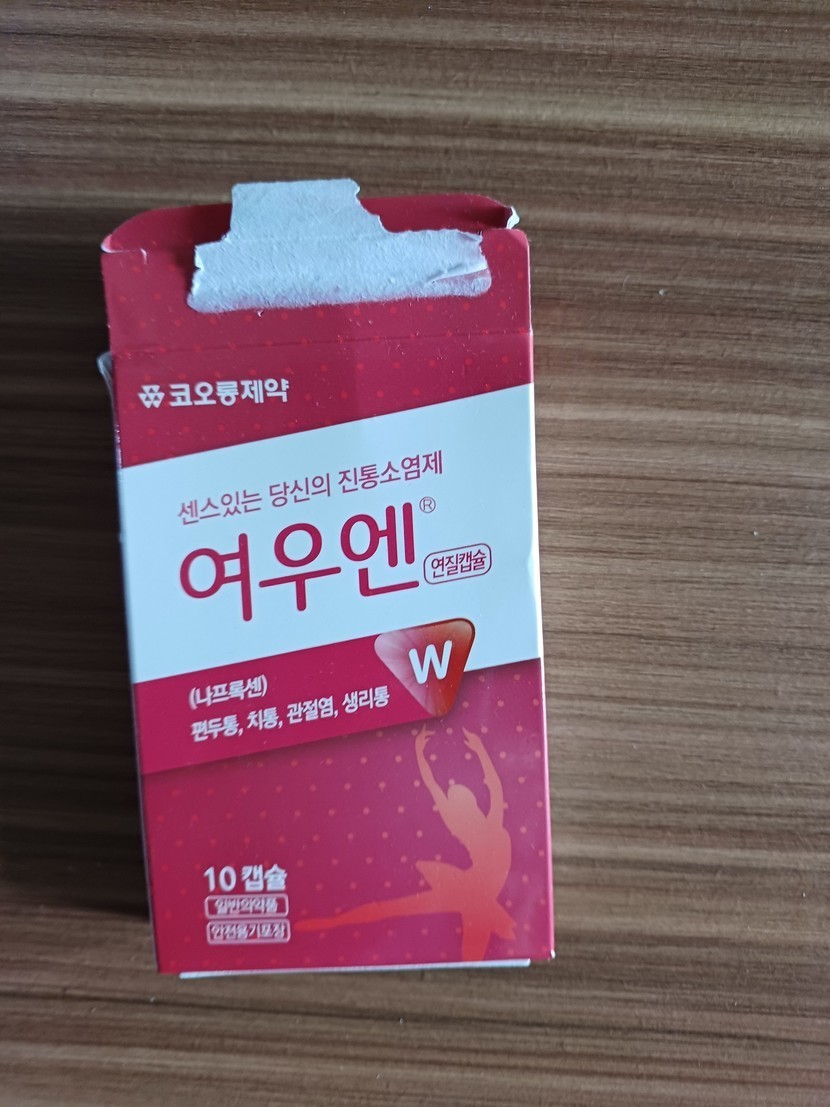 코오롱제약
센스있는 당신의 진통소염제
여우엔®
연질캡슐
W
(나프록센)
편두통, 치통, 관절염, 생리통
10 캡슐
일반의약품
안전용기포장